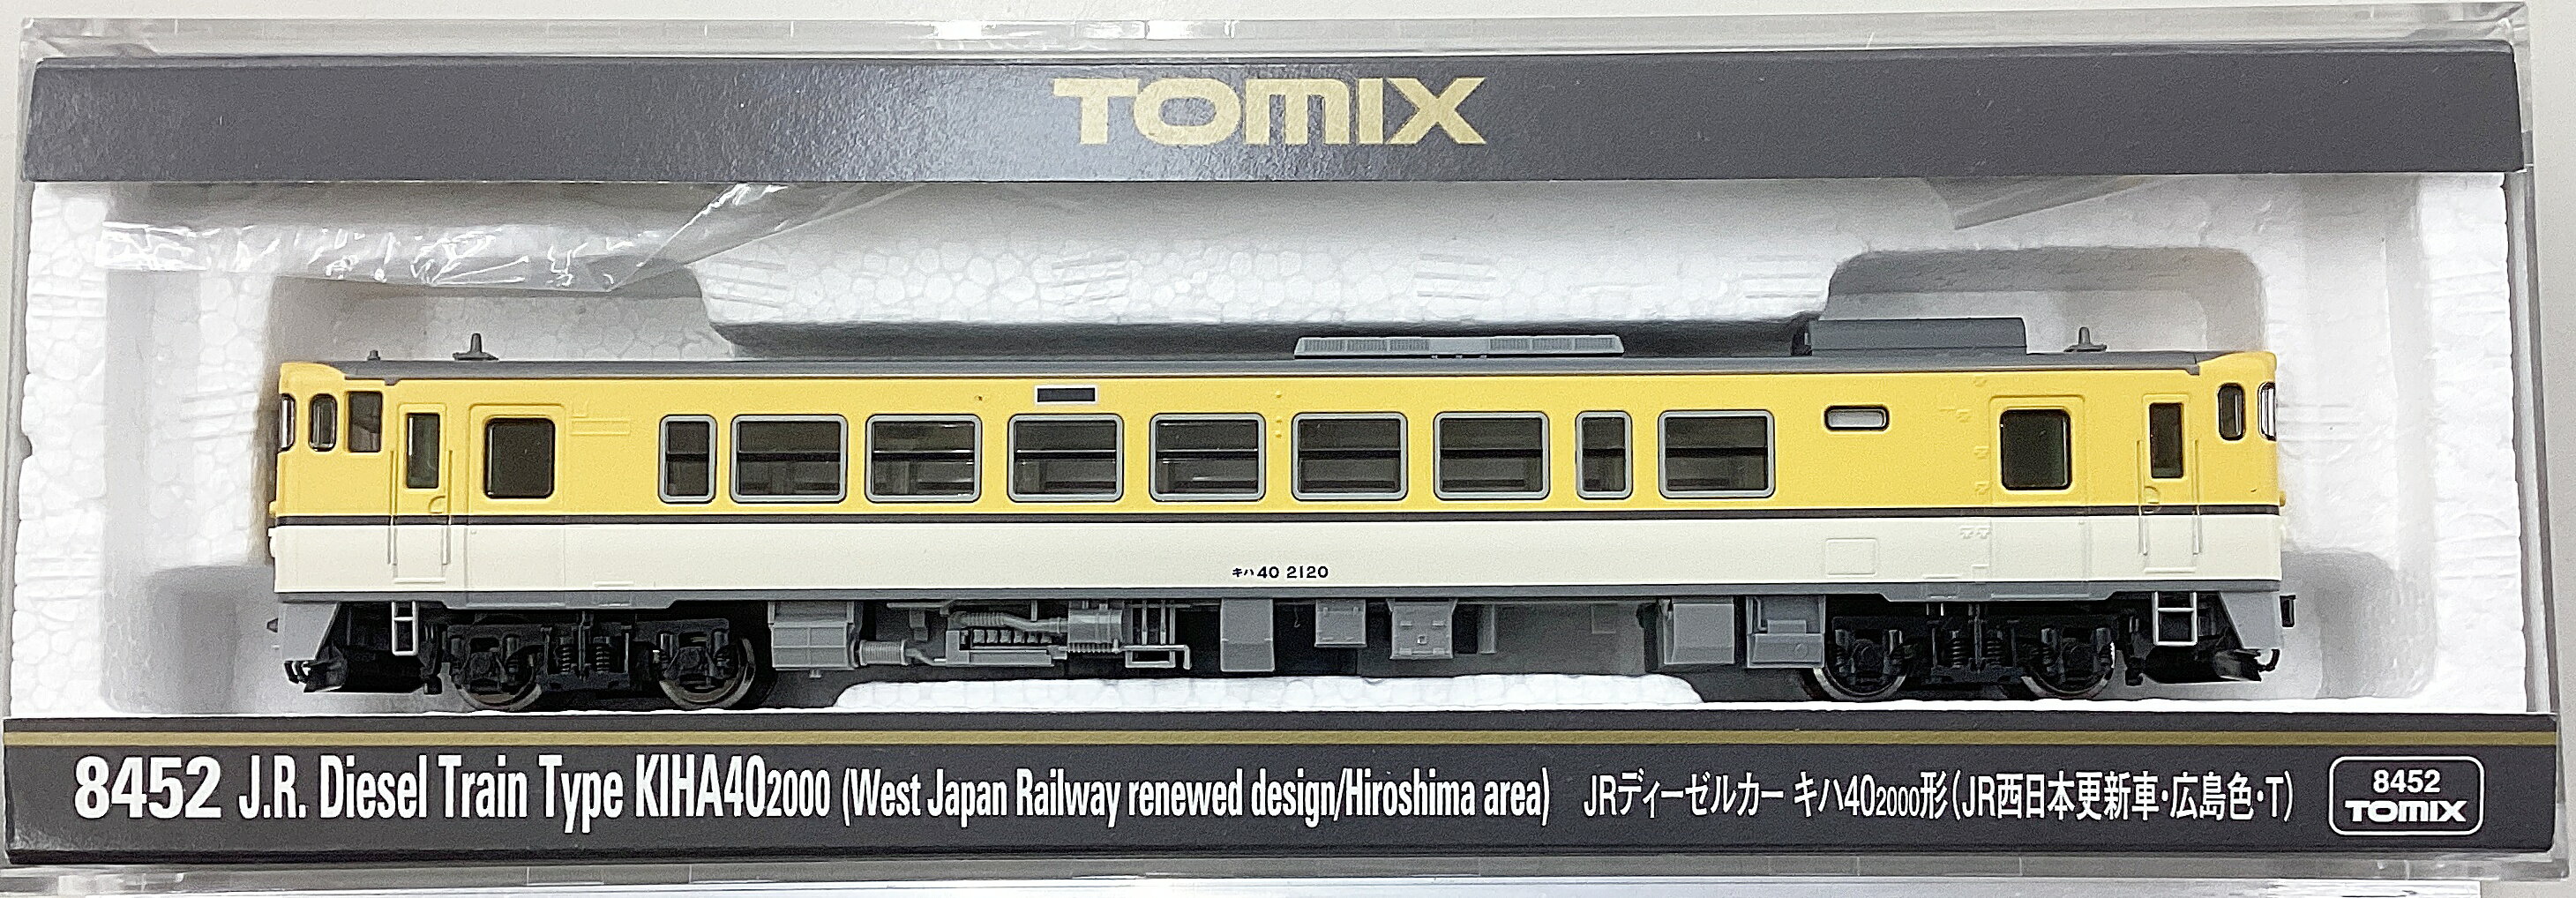 TOMIX
キハ40 2120
8452 J.R. Diesel Train Type KIHA402000 (West Japan Railway renewed design/Hiroshima area) JRディーゼルカー キハ402000形(JR西日本更新車・広島色・T)
8452
TOMIX